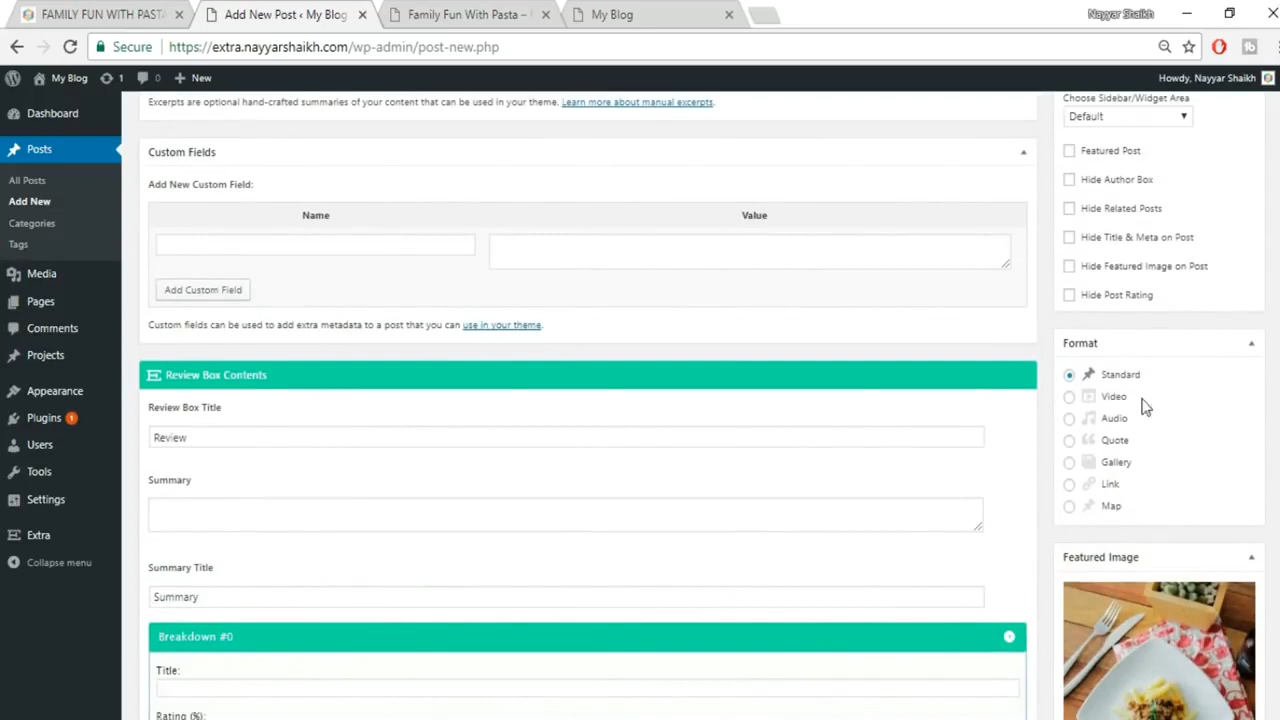 FAMILY FUN WITH PASTA
Add New Post ‹ My Blog
Family Fun With Pasta –
My Blog
Nayyar Shaikh
Secure
https://extra.nayyarshaikh.com/wp-admin/post-new.php
My Blog
1
0
New
Howdy, Nayyar Shaikh
Dashboard
Posts
All Posts
Add New
Categories
Tags
Media
Pages
Comments
Projects
Appearance
Plugins 1
Users
Tools
Settings
Extra
Collapse menu
Excerpts are optional hand-crafted summaries of your content that can be used in your theme. Learn more about manual excerpts.
Custom Fields
Add New Custom Field:
Name
Value
Add Custom Field
Custom fields can be used to add extra metadata to a post that you can use in your theme.
Review Box Contents
Review Box Title
Review
Summary
Summary Title
Summary
Breakdown #0
Title:
Rating (%):
Choose Sidebar/Widget Area
Default
Featured Post
Hide Author Box
Hide Related Posts
Hide Title & Meta on Post
Hide Featured Image on Post
Hide Post Rating
Format
Standard
Video
Audio
Quote
Gallery
Link
Map
Featured Image